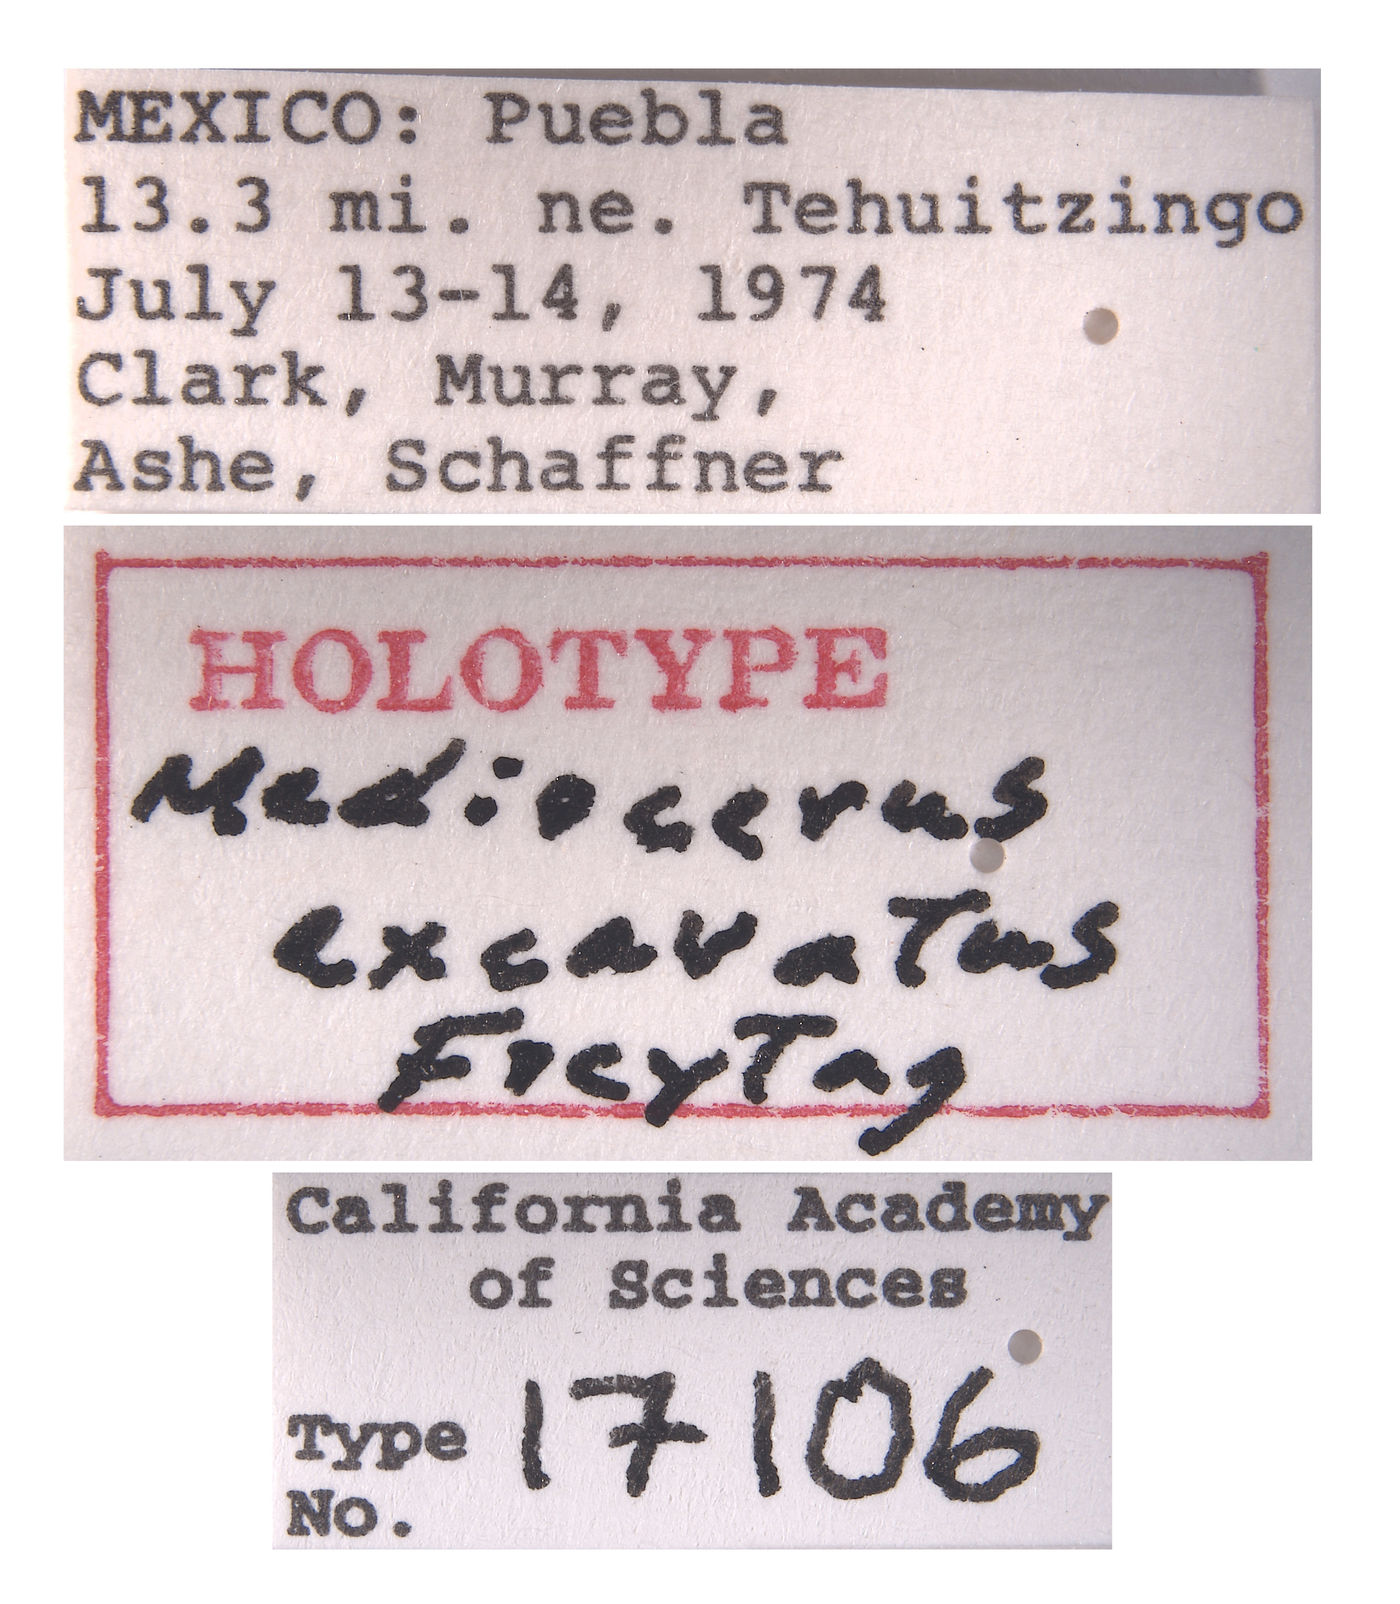 MEXICO: Puebla
13.3 mi. ne. Tehuitzingo
July 13-14, 1974
Clark, Murray,
Ashe, Schaffner
HOLOTYPE
Mediocerus
excavatus
Freytag
California Academy
of Sciences
Type 17106
No.